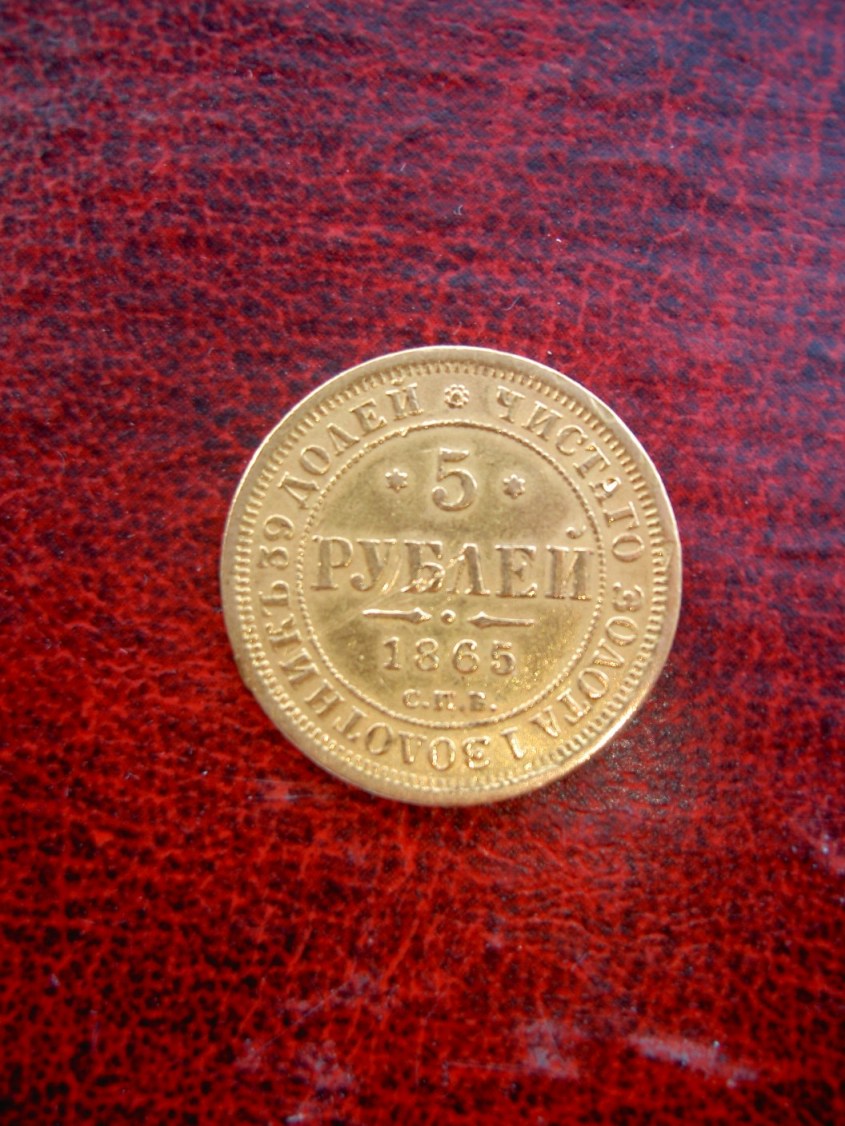 5
РУБЛЕЙ
1865
С.П.Б.
ЧИСТАГО ЗОЛОТА 1 ЗОЛОТНИКЪ 39 ДОЛЕЙ